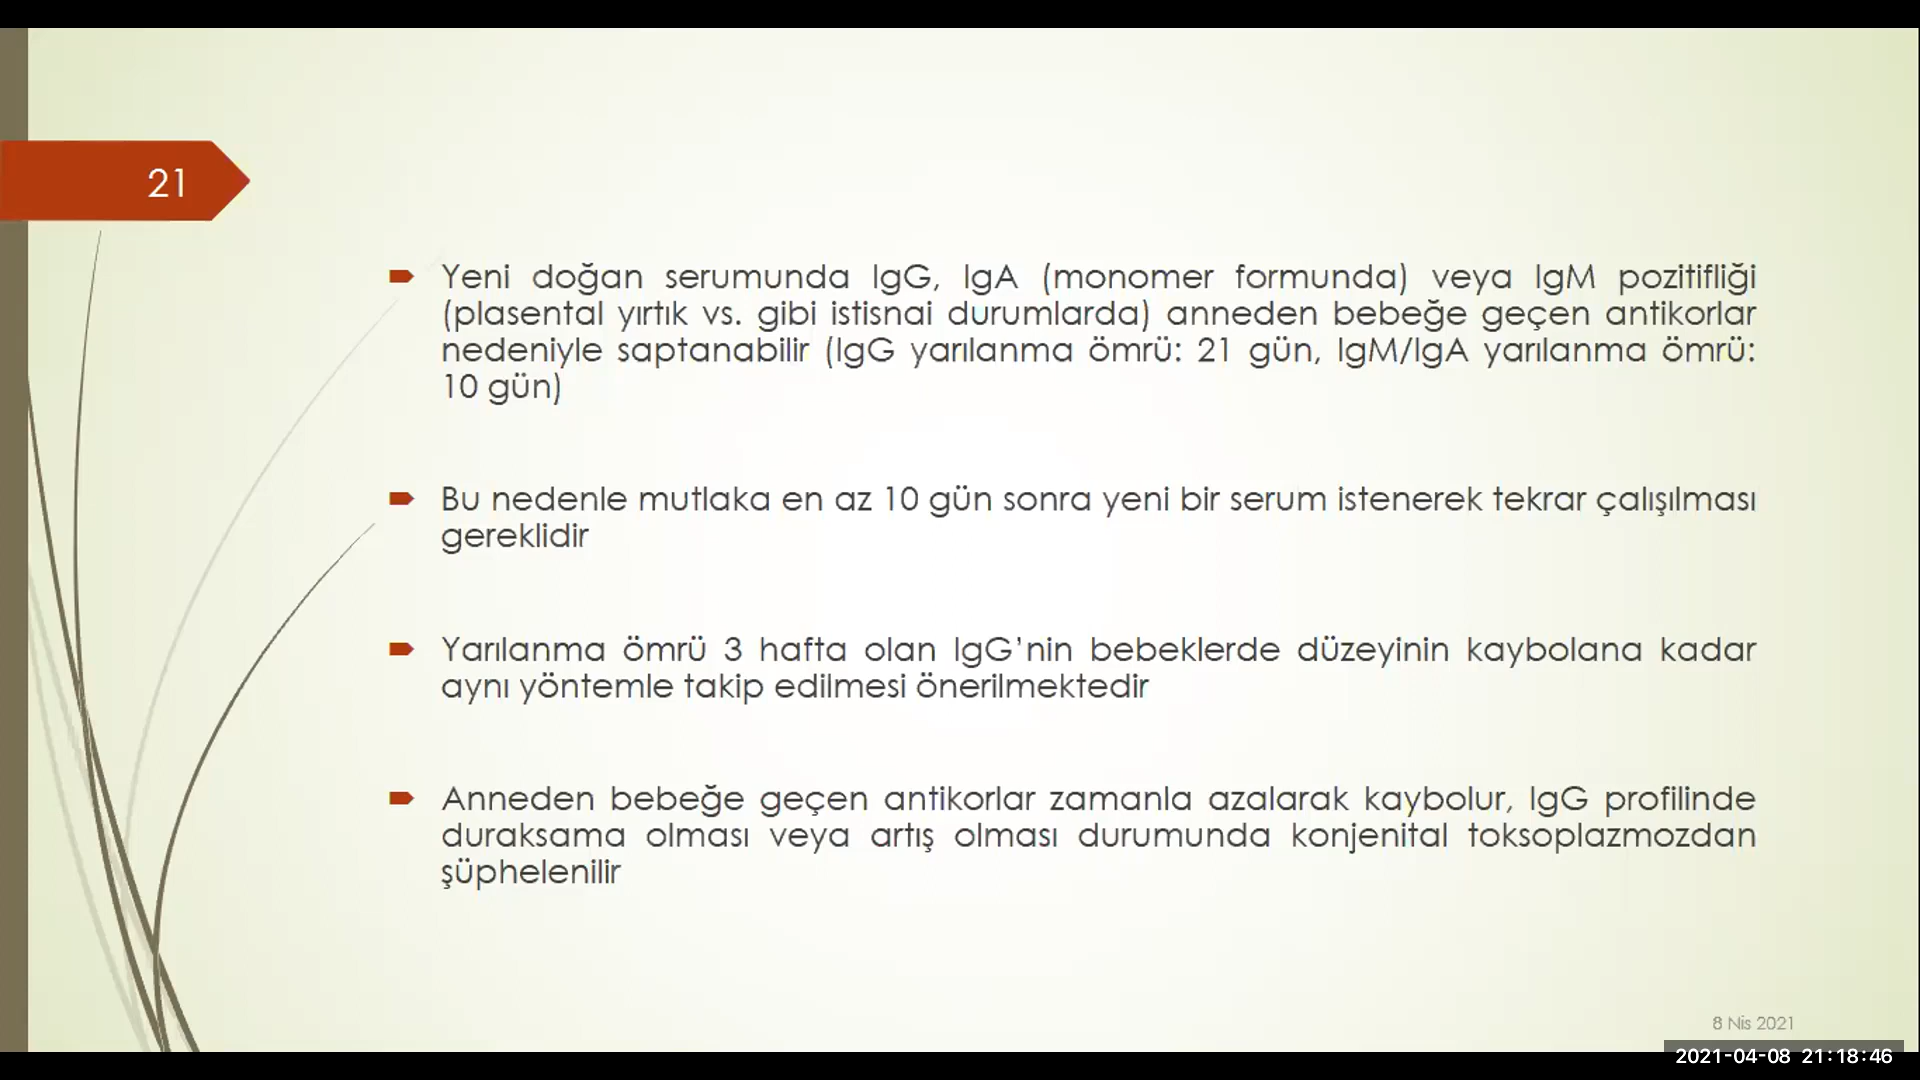 21
Yeni doğan serumunda IgG, IgA (monomer formunda) veya IgM pozitifliği
(plasental yırtık vs. gibi istisnai durumlarda) anneden bebeğe geçen antikorlar
nedeniyle saptanabilir (IgG yarılanma ömrü: 21 gün, IgM/IgA yarılanma ömrü:
10 gün)
Bu nedenle mutlaka en az 10 gün sonra yeni bir serum istenerek tekrar çalışılması
gereklidir
Yarılanma ömrü 3 hafta olan IgG’nin bebeklerde düzeyinin kaybolana kadar
aynı yöntemle takip edilmesi önerilmektedir
Anneden bebeğe geçen antikorlar zamanla azalarak kaybolur, IgG profilinde
duraksama olması veya artış olması durumunda konjenital toksoplazmozdan
şüphelenilir
8 Nis 2021
2021-04-08 21:18:46